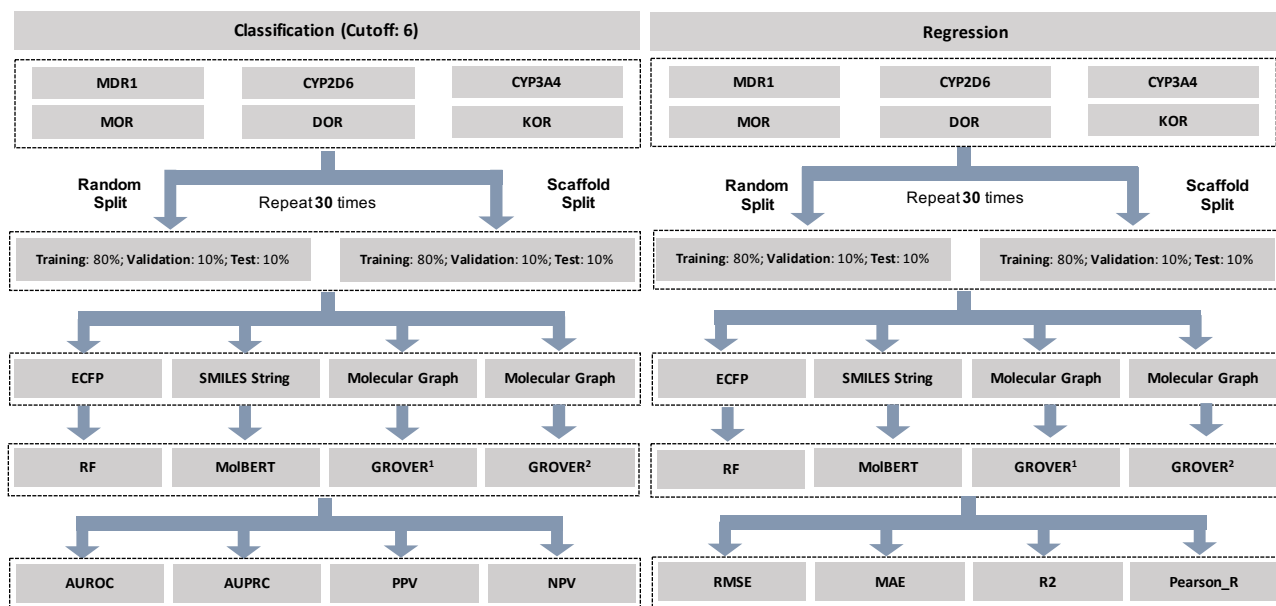 Classification (Cutoff: 6)
MDR1
CYP2D6
CYP3A4
MOR
DOR
KOR
Random
Split
Repeat 30 times
Scaffold
Split
Training: 80%; Validation: 10%; Test: 10%
Training: 80%; Validation: 10%; Test: 10%
ECFP
SMILES String
Molecular Graph
Molecular Graph
RF
MolBERT
GROVER¹
GROVER²
AUROC
AUPRC
PPV
NPV
Regression
MDR1
CYP2D6
CYP3A4
MOR
DOR
KOR
Random
Split
Repeat 30 times
Scaffold
Split
Training: 80%; Validation: 10%; Test: 10%
Training: 80%; Validation: 10%; Test: 10%
ECFP
SMILES String
Molecular Graph
Molecular Graph
RF
MolBERT
GROVER¹
GROVER²
RMSE
MAE
R2
Pearson_R